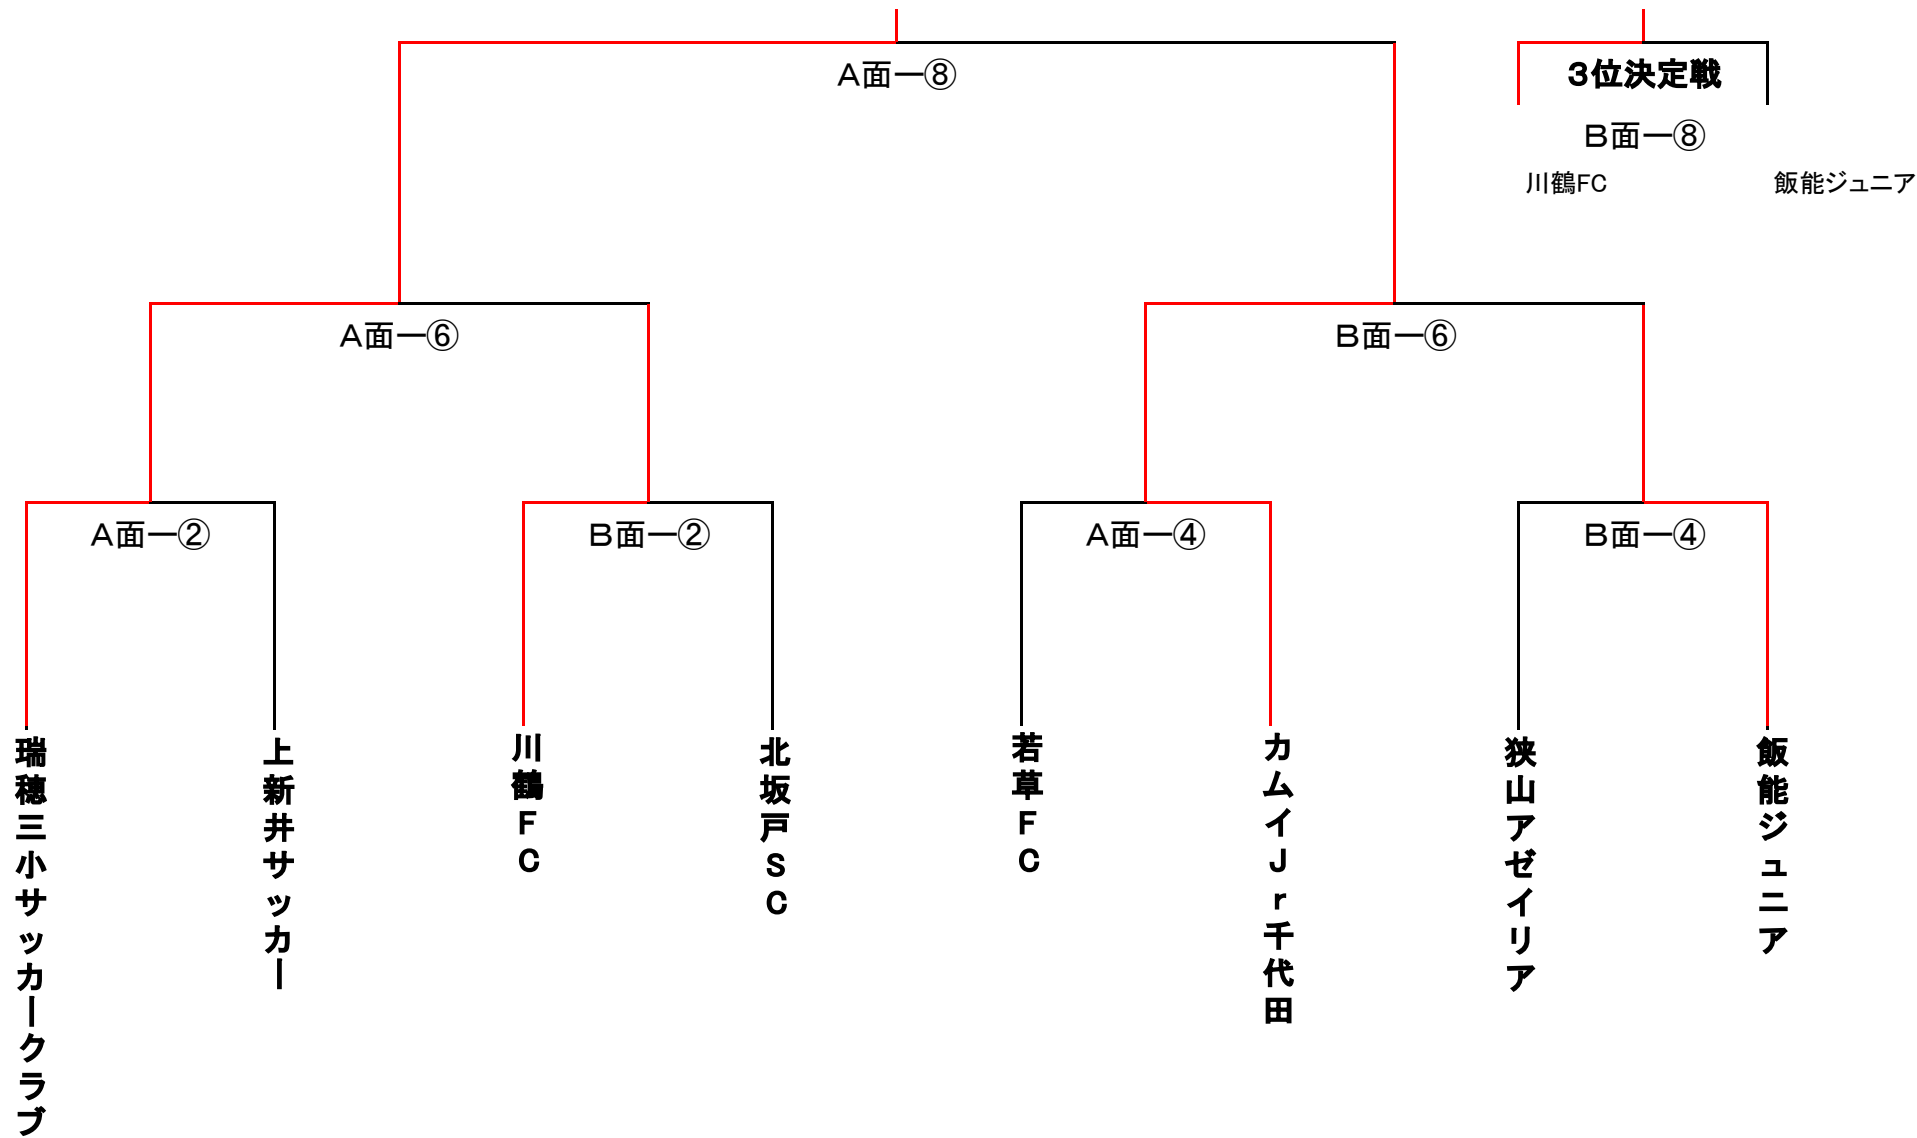 A面ー⑧
3位決定戦
B面ー⑧
川鶴FC
飯能ジュニア
A面ー⑥
B面ー⑥
A面ー②
B面ー②
A面ー④
B面ー④
瑞穂三小サッカークラブ
上新井サッカー
川鶴FC
北坂戸SC
若草FC
カムイJr千代田
狭山アゼイリア
飯能ジュニア